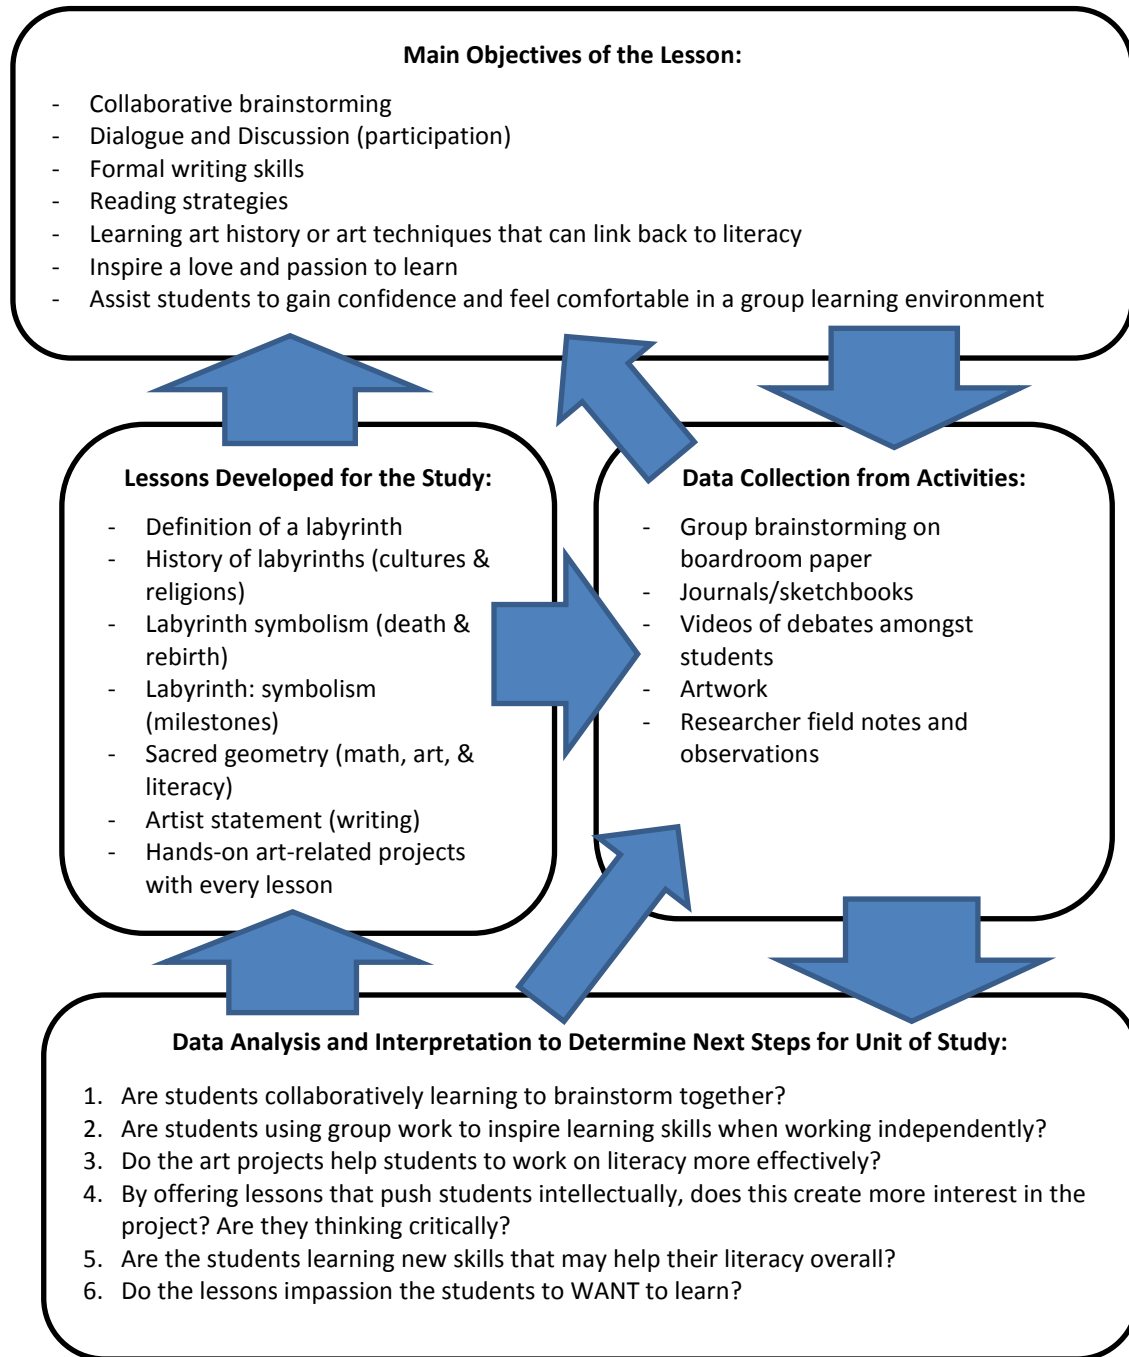 Main Objectives of the Lesson:
- Collaborative brainstorming
- Dialogue and Discussion (participation)
- Formal writing skills
- Reading strategies
- Learning art history or art techniques that can link back to literacy
- Inspire a love and passion to learn
- Assist students to gain confidence and feel comfortable in a group learning environment
Lessons Developed for the Study:
- Definition of a labyrinth
- History of labyrinths (cultures &
religions)
- Labyrinth symbolism (death &
rebirth)
- Labyrinth: symbolism
(milestones)
- Sacred geometry (math, art, &
literacy)
- Artist statement (writing)
- Hands-on art-related projects
with every lesson
Data Collection from Activities:
- Group brainstorming on
boardroom paper
- Journals/sketchbooks
- Videos of debates amongst
students
- Artwork
- Researcher field notes and
observations
Data Analysis and Interpretation to Determine Next Steps for Unit of Study:
1. Are students collaboratively learning to brainstorm together?
2. Are students using group work to inspire learning skills when working independently?
3. Do the art projects help students to work on literacy more effectively?
4. By offering lessons that push students intellectually, does this create more interest in the
project? Are they thinking critically?
5. Are the students learning new skills that may help their literacy overall?
6. Do the lessons impassion the students to WANT to learn?